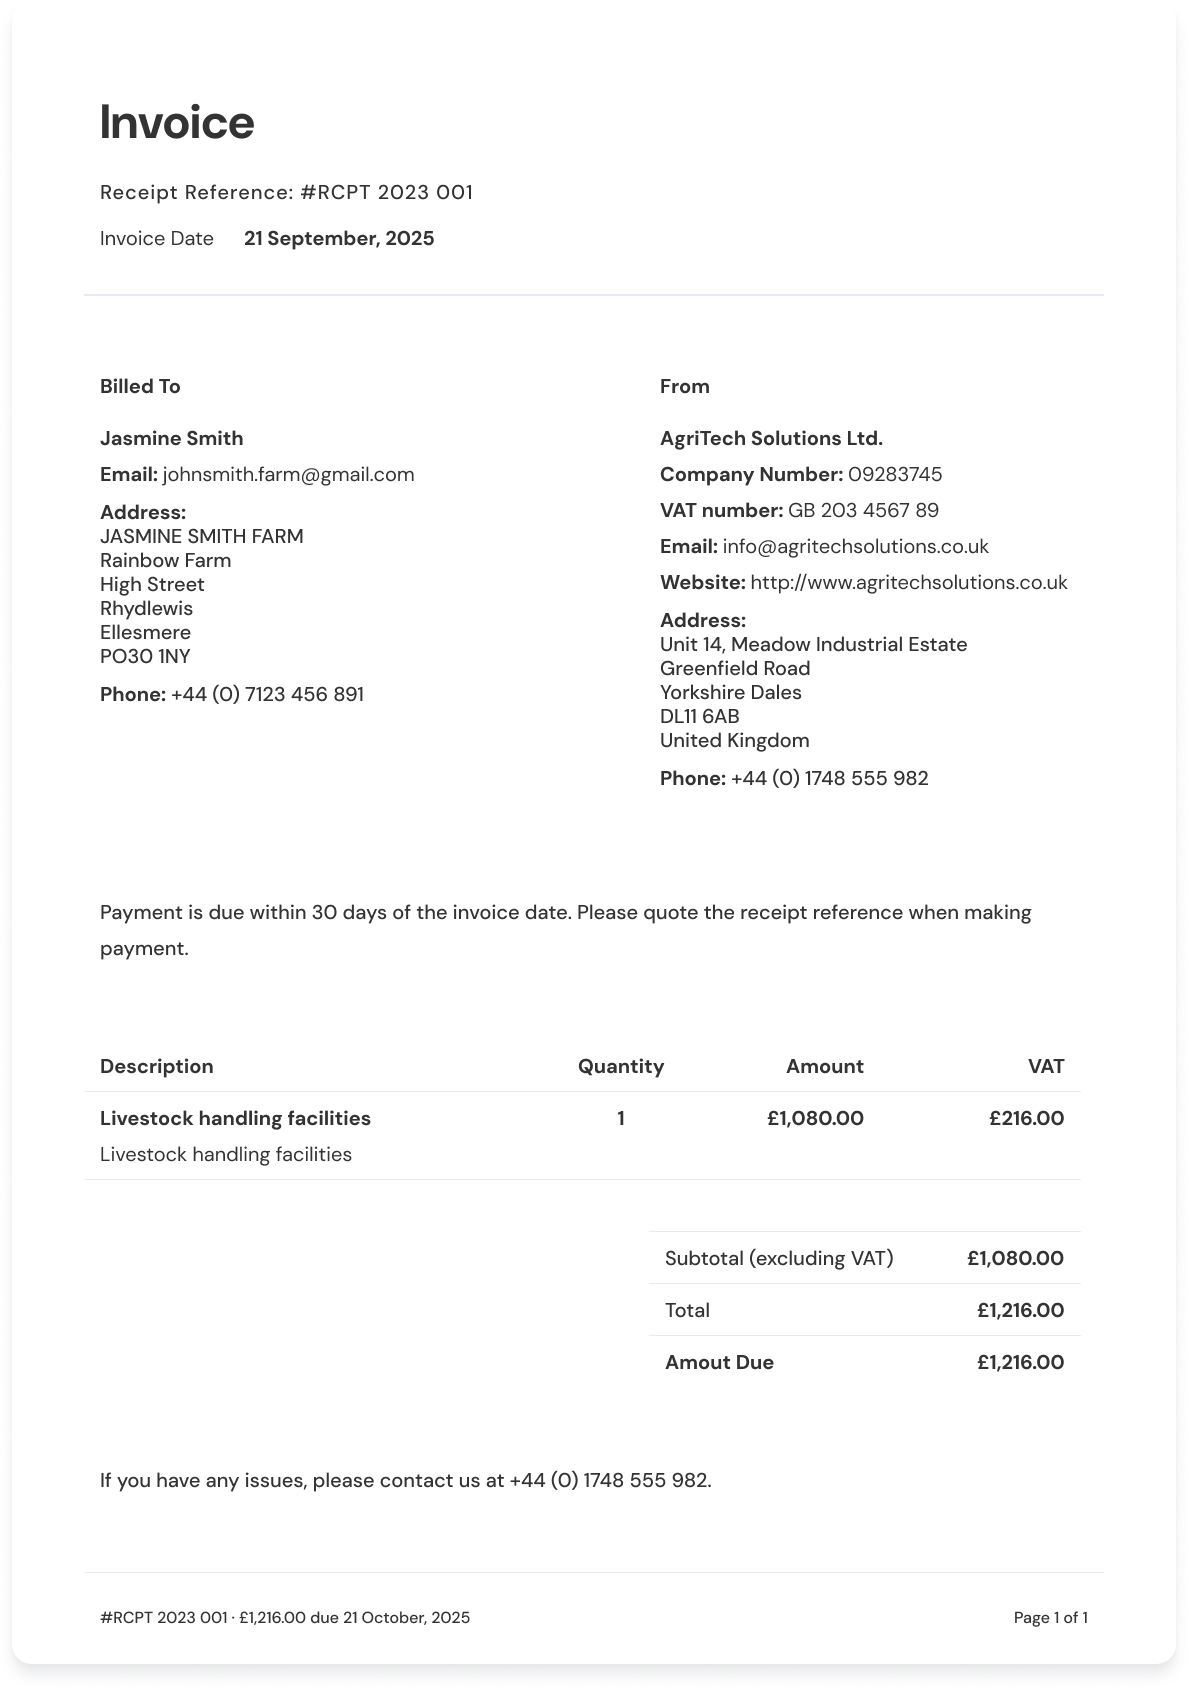 Invoice
Receipt Reference: #RCPT 2023 001
Invoice Date 21 September, 2025
Billed To
Jasmine Smith
Email: johnsmith.farm@gmail.com
Address:
JASMINE SMITH FARM
Rainbow Farm
High Street
Rhydlewis
Ellesmere
PO30 1NY
Phone: +44 (0) 7123 456 891
From
AgriTech Solutions Ltd.
Company Number: 09283745
VAT number: GB 203 4567 89
Email: info@agritechsolutions.co.uk
Website: http://www.agritechsolutions.co.uk
Address:
Unit 14, Meadow Industrial Estate
Greenfield Road
Yorkshire Dales
DL11 6AB
United Kingdom
Phone: +44 (0) 1748 555 982
Payment is due within 30 days of the invoice date. Please quote the receipt reference when making
payment.
Description Quantity Amount VAT
Livestock handling facilities 1 £1,080.00 £216.00
Livestock handling facilities
Subtotal (excluding VAT) £1,080.00
Total £1,216.00
Amout Due £1,216.00
If you have any issues, please contact us at +44 (0) 1748 555 982.
#RCPT 2023 001 · £1,216.00 due 21 October, 2025 Page 1 of 1